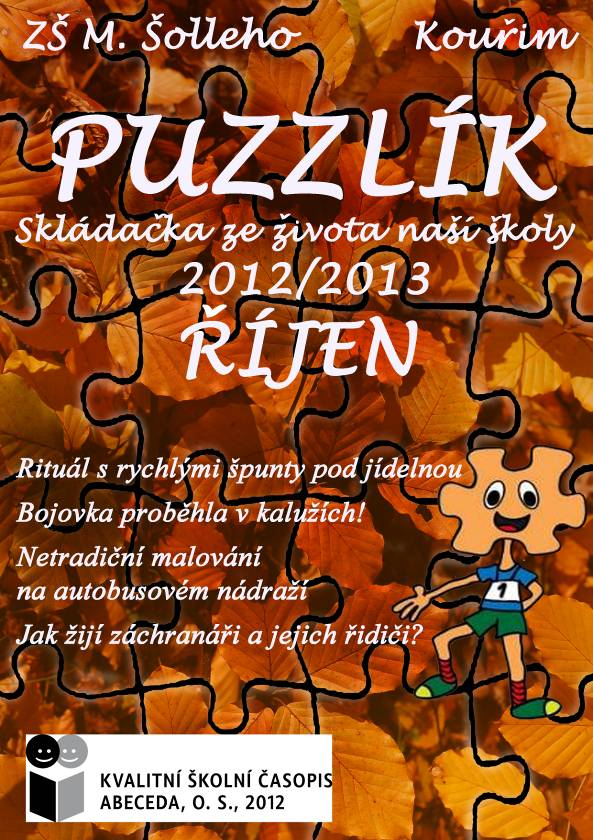 ZŠ M. Šolleho Kouřim
PUZZLÍK
Skládačka ze života naší školy
2012/2013
ŘÍJEN
Rituál s rychlými špunty pod jídelnou
Bojovka proběhla v kalužích!
Netradiční malování
na autobusovém nádraží
Jak žijí záchranáři a jejich řidiči?
1
KVALITNÍ ŠKOLNÍ ČASOPIS
ABECEDA, O. S., 2012